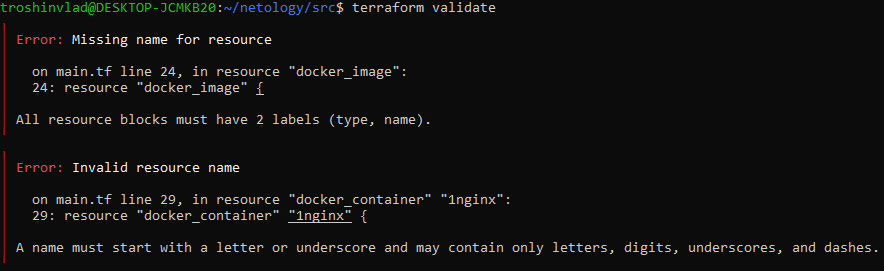 troshinvlad@DESKTOP-JCMKB20:~/netology/src$ terraform validate
Error: Missing name for resource
on main.tf line 24, in resource "docker_image":
24: resource "docker_image" {
All resource blocks must have 2 labels (type, name).
Error: Invalid resource name
on main.tf line 29, in resource "docker_container" "1nginx":
29: resource "docker_container" "1nginx" {
A name must start with a letter or underscore and may contain only letters, digits, underscores, and dashes.